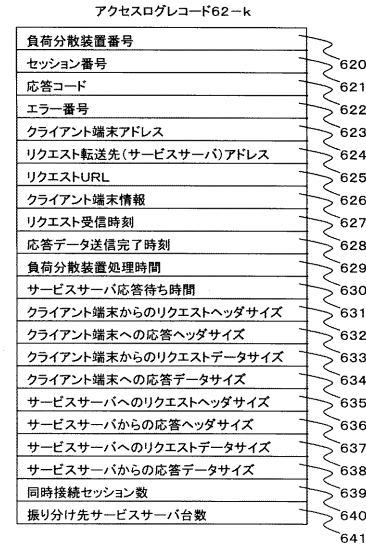 アクセスログレコード62－k
負荷分散装置番号 620
セッション番号 621
応答コード 622
エラー番号 623
クライアント端末アドレス 624
リクエスト転送先(サービスサーバ)アドレス 625
リクエストURL 626
クライアント端末情報 627
リクエスト受信時刻 628
応答データ送信完了時刻 629
負荷分散装置処理時間 630
サービスサーバ応答待ち時間 631
クライアント端末からのリクエストヘッダサイズ 632
クライアント端末への応答ヘッダサイズ 633
クライアント端末からのリクエストデータサイズ 634
クライアント端末への応答データサイズ 635
サービスサーバへのリクエストヘッダサイズ 636
サービスサーバからの応答ヘッダサイズ 637
サービスサーバへのリクエストデータサイズ 638
サービスサーバからの応答データサイズ 639
同時接続セッション数 640
振り分け先サービスサーバ台数 641